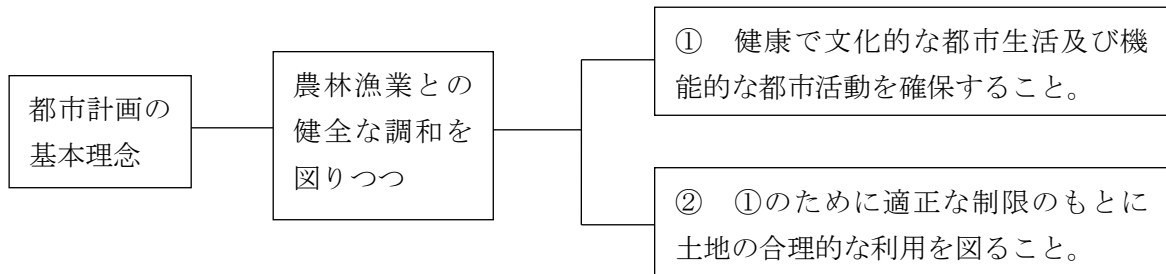 都市計画の
基本理念
農林漁業との
健全な調和を
図りつつ
①　健康で文化的な都市生活及び機
能的な都市活動を確保すること。
②　①のために適正な制限のもとに
土地の合理的な利用を図ること。